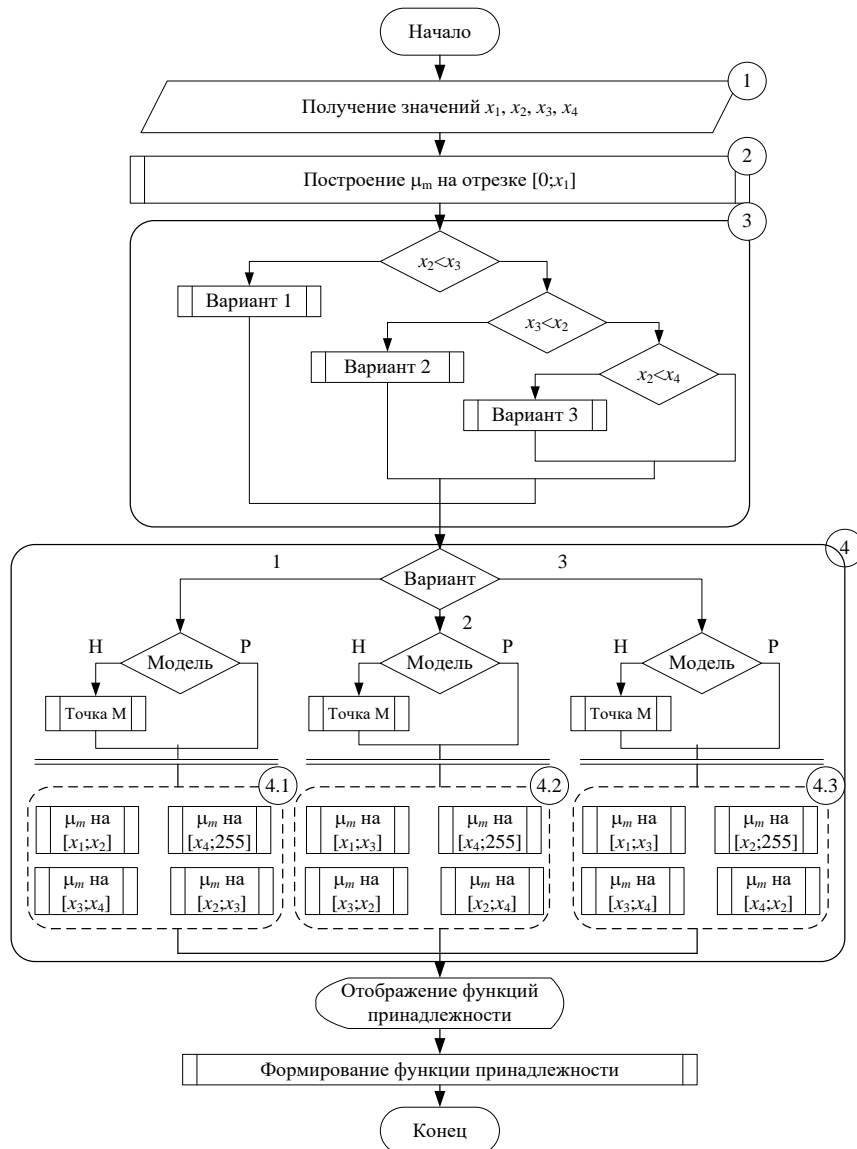 Начало
1
Получение значений x1, x2, x3, x4
2
Построение μm на отрезке [0;x1]
3
x2<x3
Вариант 1
x3<x2
Вариант 2
x2<x4
Вариант 3
4
1
Вариант
3
2
Н
Модель
Р
Н
Модель
Р
Н
Модель
Р
Точка М
Точка М
Точка М
4.1
4.2
4.3
μm на
[x1;x2]
μm на
[x4;255]
μm на
[x1;x3]
μm на
[x4;255]
μm на
[x1;x3]
μm на
[x2;255]
μm на
[x3;x4]
μm на
[x2;x3]
μm на
[x3;x2]
μm на
[x2;x4]
μm на
[x3;x4]
μm на
[x4;x2]
Отображение функций
принадлежности
Формирование функции принадлежности
Конец